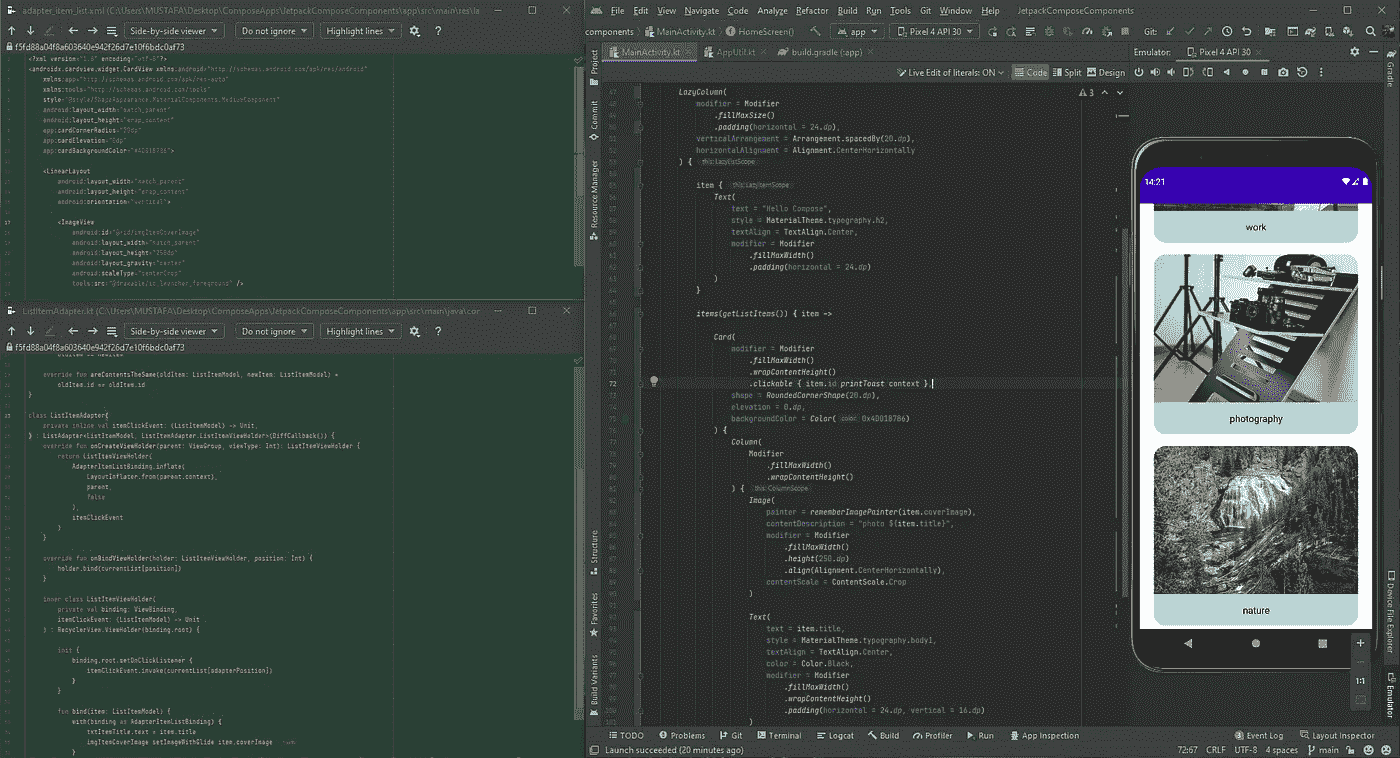 adapter_item_list.xml (C:\Users\MUSTAFA\Desktop\ComposeApps\JetpackComposeComponents\app\src\main\res\la
Side-by-side viewer
Do not ignore
Highlight lines
?
f5fd88a04f8a603640e942f26d7e10f6bdc0af73
<?xml version="1.0" encoding="utf-8"?>
<androidx.cardview.widget.CardView xmlns:android="http://schemas.android.com/apk/res/android"
xmlns:app="http://schemas.android.com/apk/res-auto"
xmlns:tools="http://schemas.android.com/tools"
style="@style/ShapeAppearance.MaterialComponents.MediumComponent"
android:layout_width="match_parent"
android:layout_height="wrap_content"
app:cardCornerRadius="20dp"
app:cardElevation="0dp"
app:cardBackgroundColor="#4D018786">
<LinearLayout
android:layout_width="match_parent"
android:layout_height="wrap_content"
android:orientation="vertical">
<ImageView
android:id="@+id/imgItemCoverImage"
android:layout_width="match_parent"
android:layout_height="250dp"
android:layout_gravity="center"
android:scaleType="centerCrop"
tools:src="@drawable/ic_launcher_foreground" />
ListItemAdapter.kt (C:\Users\MUSTAFA\Desktop\ComposeApps\JetpackComposeComponents\app\src\main\java\cor
Side-by-side viewer
Do not ignore
Highlight lines
?
f5fd88a04f8a603640e942f26d7e10f6bdc0af73
oldItem == newItem
override fun areContentsTheSame(oldItem: ListItemModel, newItem: ListItemModel) =
oldItem.id == oldItem.id
}
class ListItemAdapter(
private inline val itemClickEvent: (ListItemModel) -> Unit,
) : ListAdapter<ListItemModel, ListItemAdapter.ListItemViewHolder>(DiffCallback()) {
override fun onCreateViewHolder(parent: ViewGroup, viewType: Int): ListItemViewHolder {
return ListItemViewHolder(
AdapterItemListBinding.inflate(
LayoutInflater.from(parent.context),
parent,
false
),
itemClickEvent
)
}
override fun onBindViewHolder(holder: ListItemViewHolder, position: Int) {
holder.bind(currentList[position])
}
inner class ListItemViewHolder(
private val binding: ViewBinding,
itemClickEvent: (ListItemModel) -> Unit
) : RecyclerView.ViewHolder(binding.root) {
init {
binding.root.setOnClickListener {
itemClickEvent.invoke(currentList[adapterPosition])
}
}
fun bind(item: ListItemModel) {
with(binding as AdapterItemListBinding) {
txtItemTitle.text = item.title
imgItemCoverImage setImageWithGlide item.coverImage
}
File Edit View Navigate Code Analyze Refactor Build Run Tools Git Window Help JetpackComposeComponents
components MainActivity.kt HomeScreen() app Pixel 4 API 30 Git:
MainActivity.kt AppUtil.kt build.gradle (:app) Emulator: Pixel 4 API 30
Live Edit of literals: ON Code Split Design
3
LazyColumn(
modifier = Modifier
.fillMaxSize()
.padding(horizontal = 24.dp),
verticalArrangement = Arrangement.spacedBy(20.dp),
horizontalAlignment = Alignment.CenterHorizontally
) { this: LazyListScope
item { this: LazyItemScope
Text(
text = "Hello Compose",
style = MaterialTheme.typography.h2,
textAlign = TextAlign.Center,
modifier = Modifier
.fillMaxWidth()
.padding(horizontal = 24.dp)
)
}
items(getListItems()) { item ->
Card(
modifier = Modifier
.fillMaxWidth()
.wrapContentHeight()
72 .clickable { item.id printToast context },
shape = RoundedCornerShape(20.dp),
elevation = 0.dp,
backgroundColor = Color( color: 0x4D018786)
) {
Column(
Modifier
.fillMaxWidth()
.wrapContentHeight()
) { this: ColumnScope
Image(
painter = rememberImagePainter(item.coverImage),
contentDescription = "photo ${item.title}",
modifier = Modifier
.fillMaxWidth()
.height(250.dp)
.align(Alignment.CenterHorizontally),
contentScale = ContentScale.Crop
)
Text(
text = item.title,
style = MaterialTheme.typography.body1,
textAlign = TextAlign.Center,
color = Color.Black,
modifier = Modifier
.fillMaxWidth()
.wrapContentHeight()
.padding(horizontal = 24.dp, vertical = 16.dp)
)
Project
Commit
Resource Manager
Structure
Favorites
Build Variants
14:21
work
photography
nature
1:1
Gradle
Device File Explorer
Emulator
TODO Problems Git Terminal Logcat Build Profiler Run App Inspection Event Log Layout Inspector
Launch succeeded (20 minutes ago) 72:67 CRLF UTF-8 4 spaces main